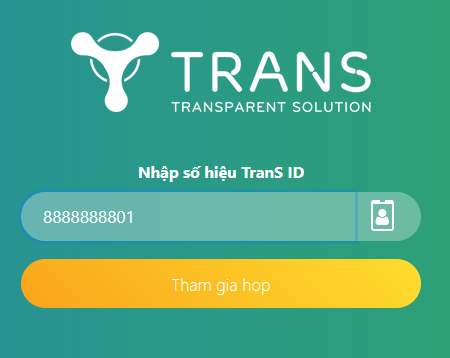 TRANS
TRANSPARENT SOLUTION
Nhập số hiệu TranS ID
8888888801
Tham gia họp